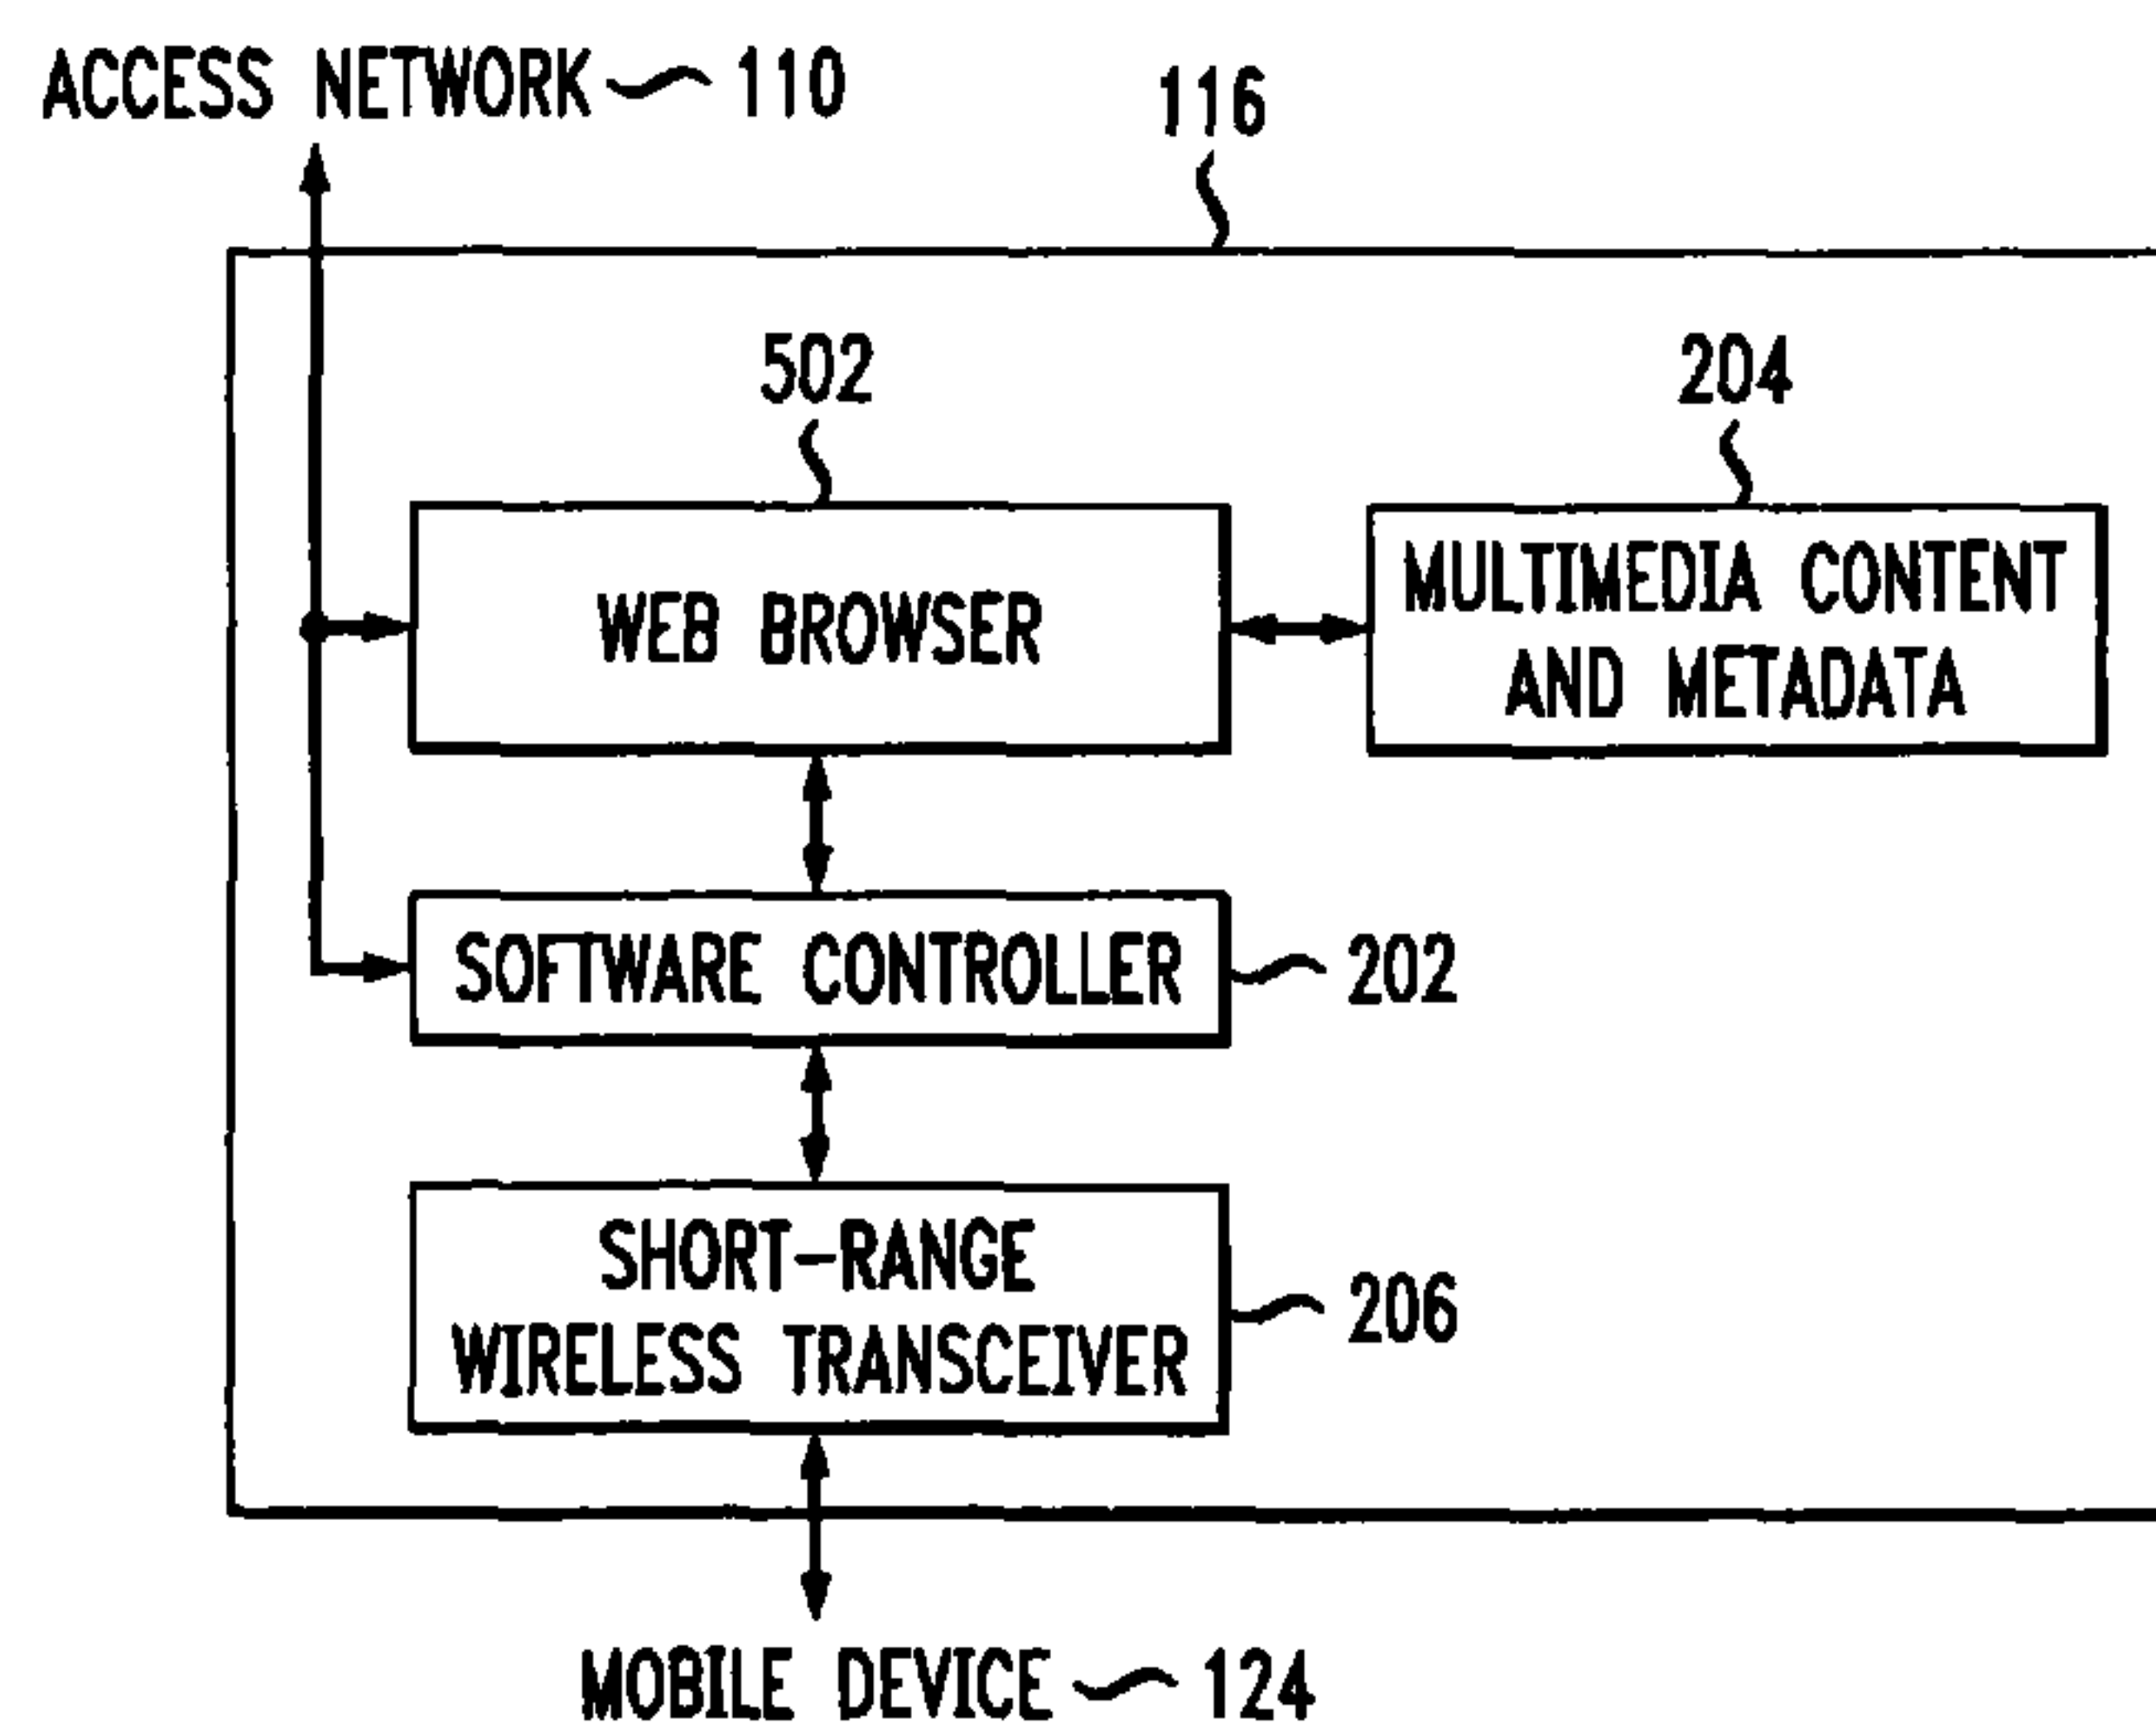 ACCESS NETWORK 110
116
502
204
WEB BROWSER
MULTIMEDIA CONTENT
AND METADATA
SOFTWARE CONTROLLER
202
SHORT-RANGE
WIRELESS TRANSCEIVER
206
MOBILE DEVICE 124